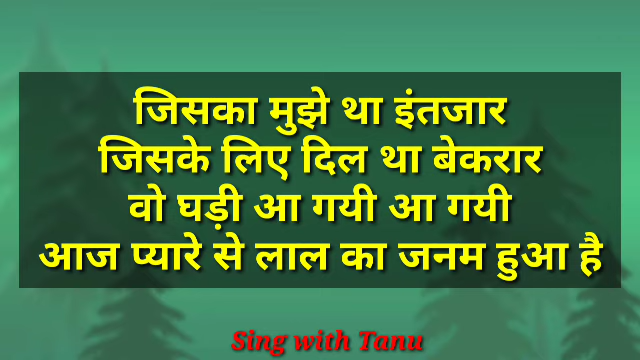 जिसका मुझे था इंतजार
जिसके लिए दिल था बेकरार
वो घड़ी आ गयी आ गयी
आज प्यारे से लाल का जनम हुआ है
Sing with Tanu